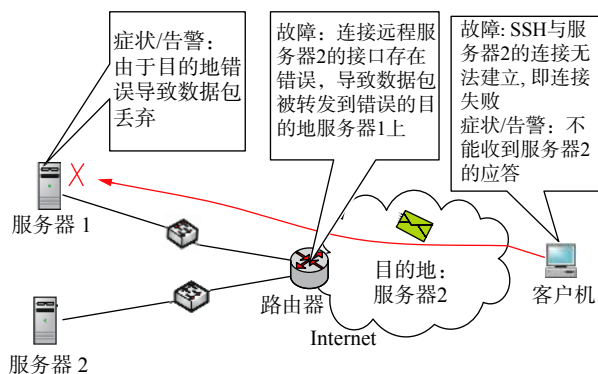 症状/告警：
由于目的地错
误导致数据包
丢弃
故障：连接远程服
务器2的接口存在
错误，导致数据包
被转发到错误的目
的地服务器1上
故障: SSH与
服务器2的连接无
法建立, 即连接
失败
症状/告警：不
能收到服务器2
的应答
服务器 1
目的地：
服务器2
路由器
客户机
Internet
服务器 2